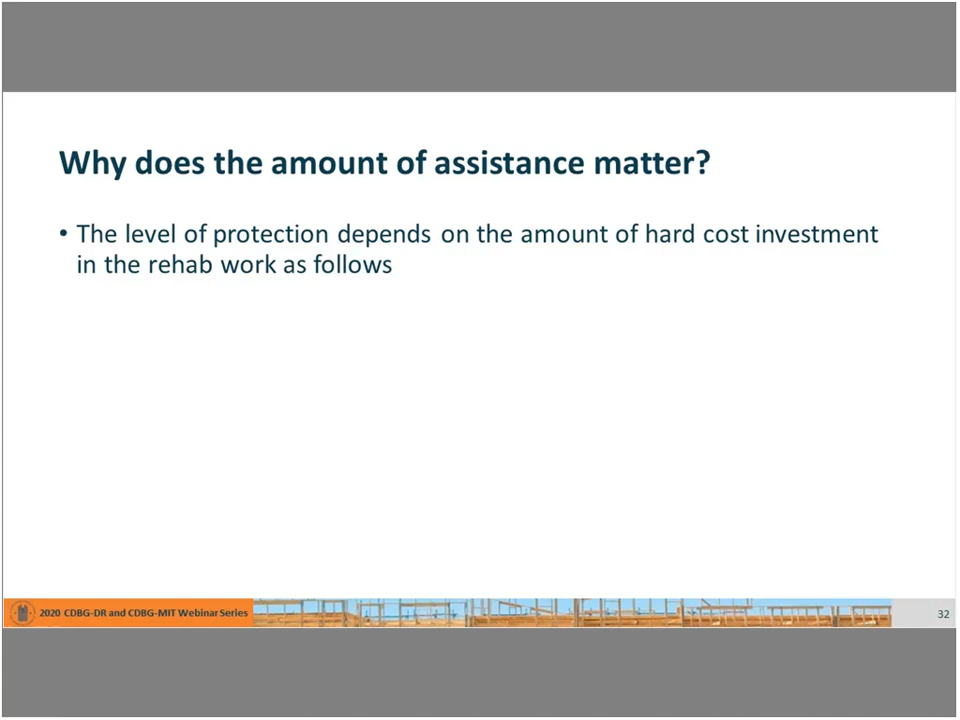 Why does the amount of assistance matter?
• The level of protection depends on the amount of hard cost investment
in the rehab work as follows
2020 CDBG-DR and CDBG-MIT Webinar Series
32